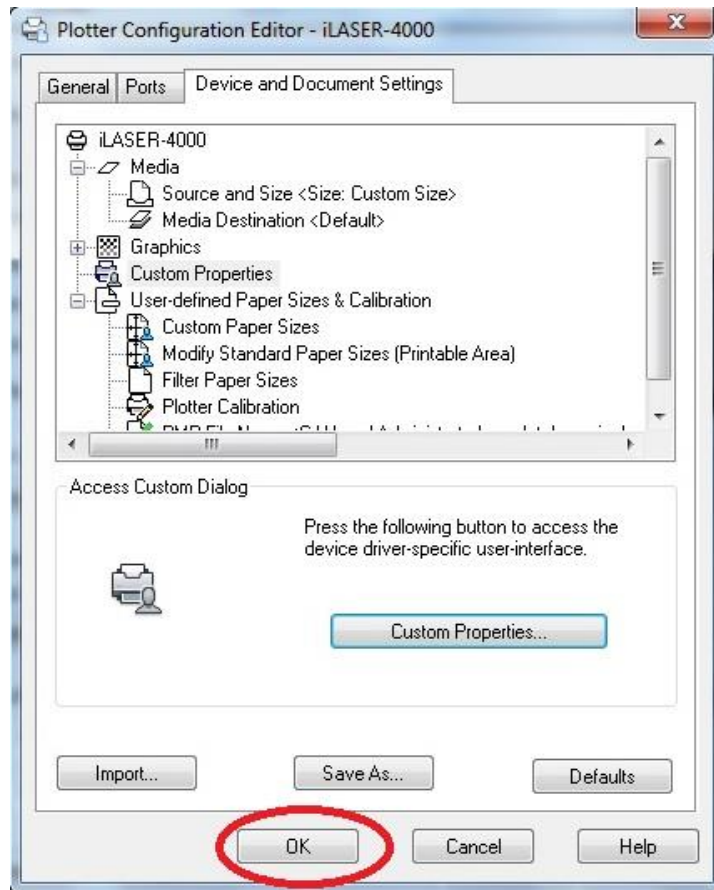 Plotter Configuration Editor - iLASER-4000
General Ports Device and Document Settings
iLASER-4000
Media
Source and Size <Size: Custom Size>
Media Destination <Default>
Graphics
Custom Properties
User-defined Paper Sizes & Calibration
Custom Paper Sizes
Modify Standard Paper Sizes (Printable Area)
Filter Paper Sizes
Plotter Calibration
Access Custom Dialog
Press the following button to access the
device driver-specific user-interface.
Custom Properties...
Import... Save As... Defaults
OK Cancel Help